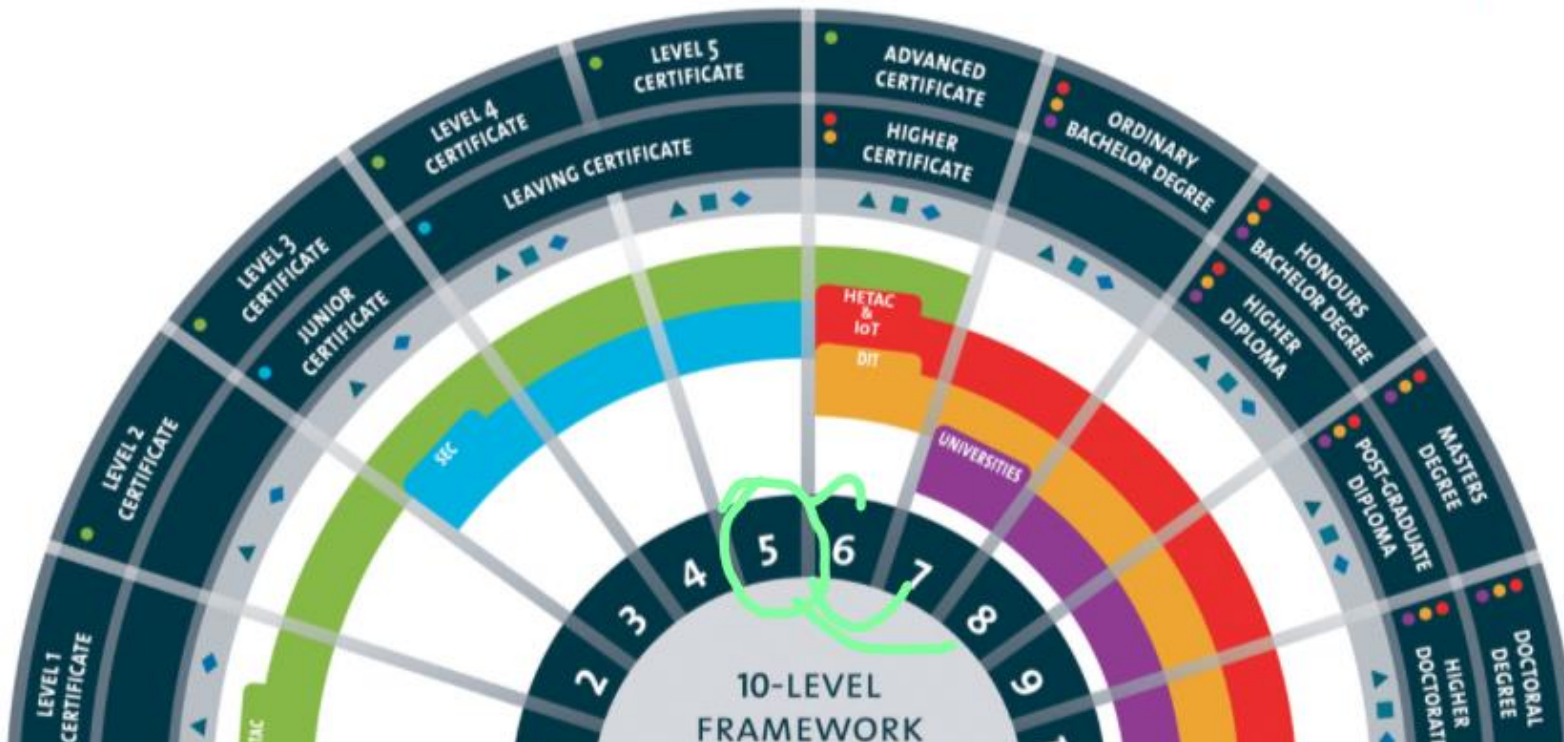 LEVEL 1
CERTIFICATE
LEVEL 2
CERTIFICATE
LEVEL 3
CERTIFICATE
JUNIOR
CERTIFICATE
LEVEL 4
CERTIFICATE
LEVEL 5
CERTIFICATE
LEAVING CERTIFICATE
ADVANCED
CERTIFICATE
HIGHER
CERTIFICATE
ORDINARY
BACHELOR DEGREE
HONOURS
BACHELOR DEGREE
HIGHER
DIPLOMA
MASTERS
DEGREE
POST-GRADUATE
DIPLOMA
DOCTORAL
DEGREE
HIGHER
SEC
HETAC
&
IoT
DIT
UNIVERSITIES
2
3
4
5
6
7
8
9
10-LEVEL
FRAMEWORK